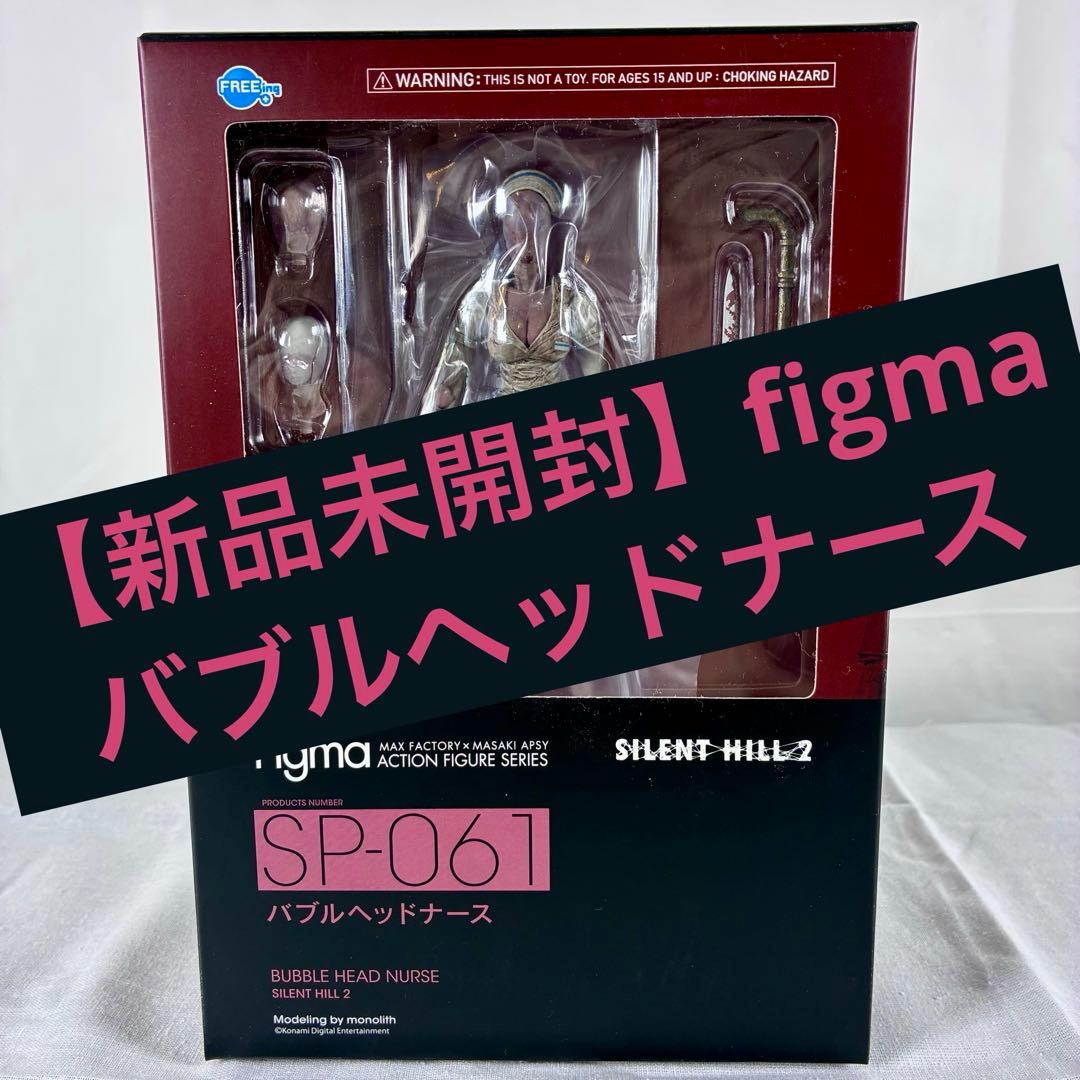 FREEing
WARNING: THIS IS NOT A TOY. FOR AGES 15 AND UP : CHOKING HAZARD
【新品未開封】figma
バブルヘッドナース
figma MAX FACTORY×MASAKI APSY
ACTION FIGURE SERIES
SILENT HILL 2
PRODUCTS NUMBER
SP-061
バブルヘッドナース
BUBBLE HEAD NURSE
SILENT HILL 2
Modeling by monolith
©Konami Digital Entertainment